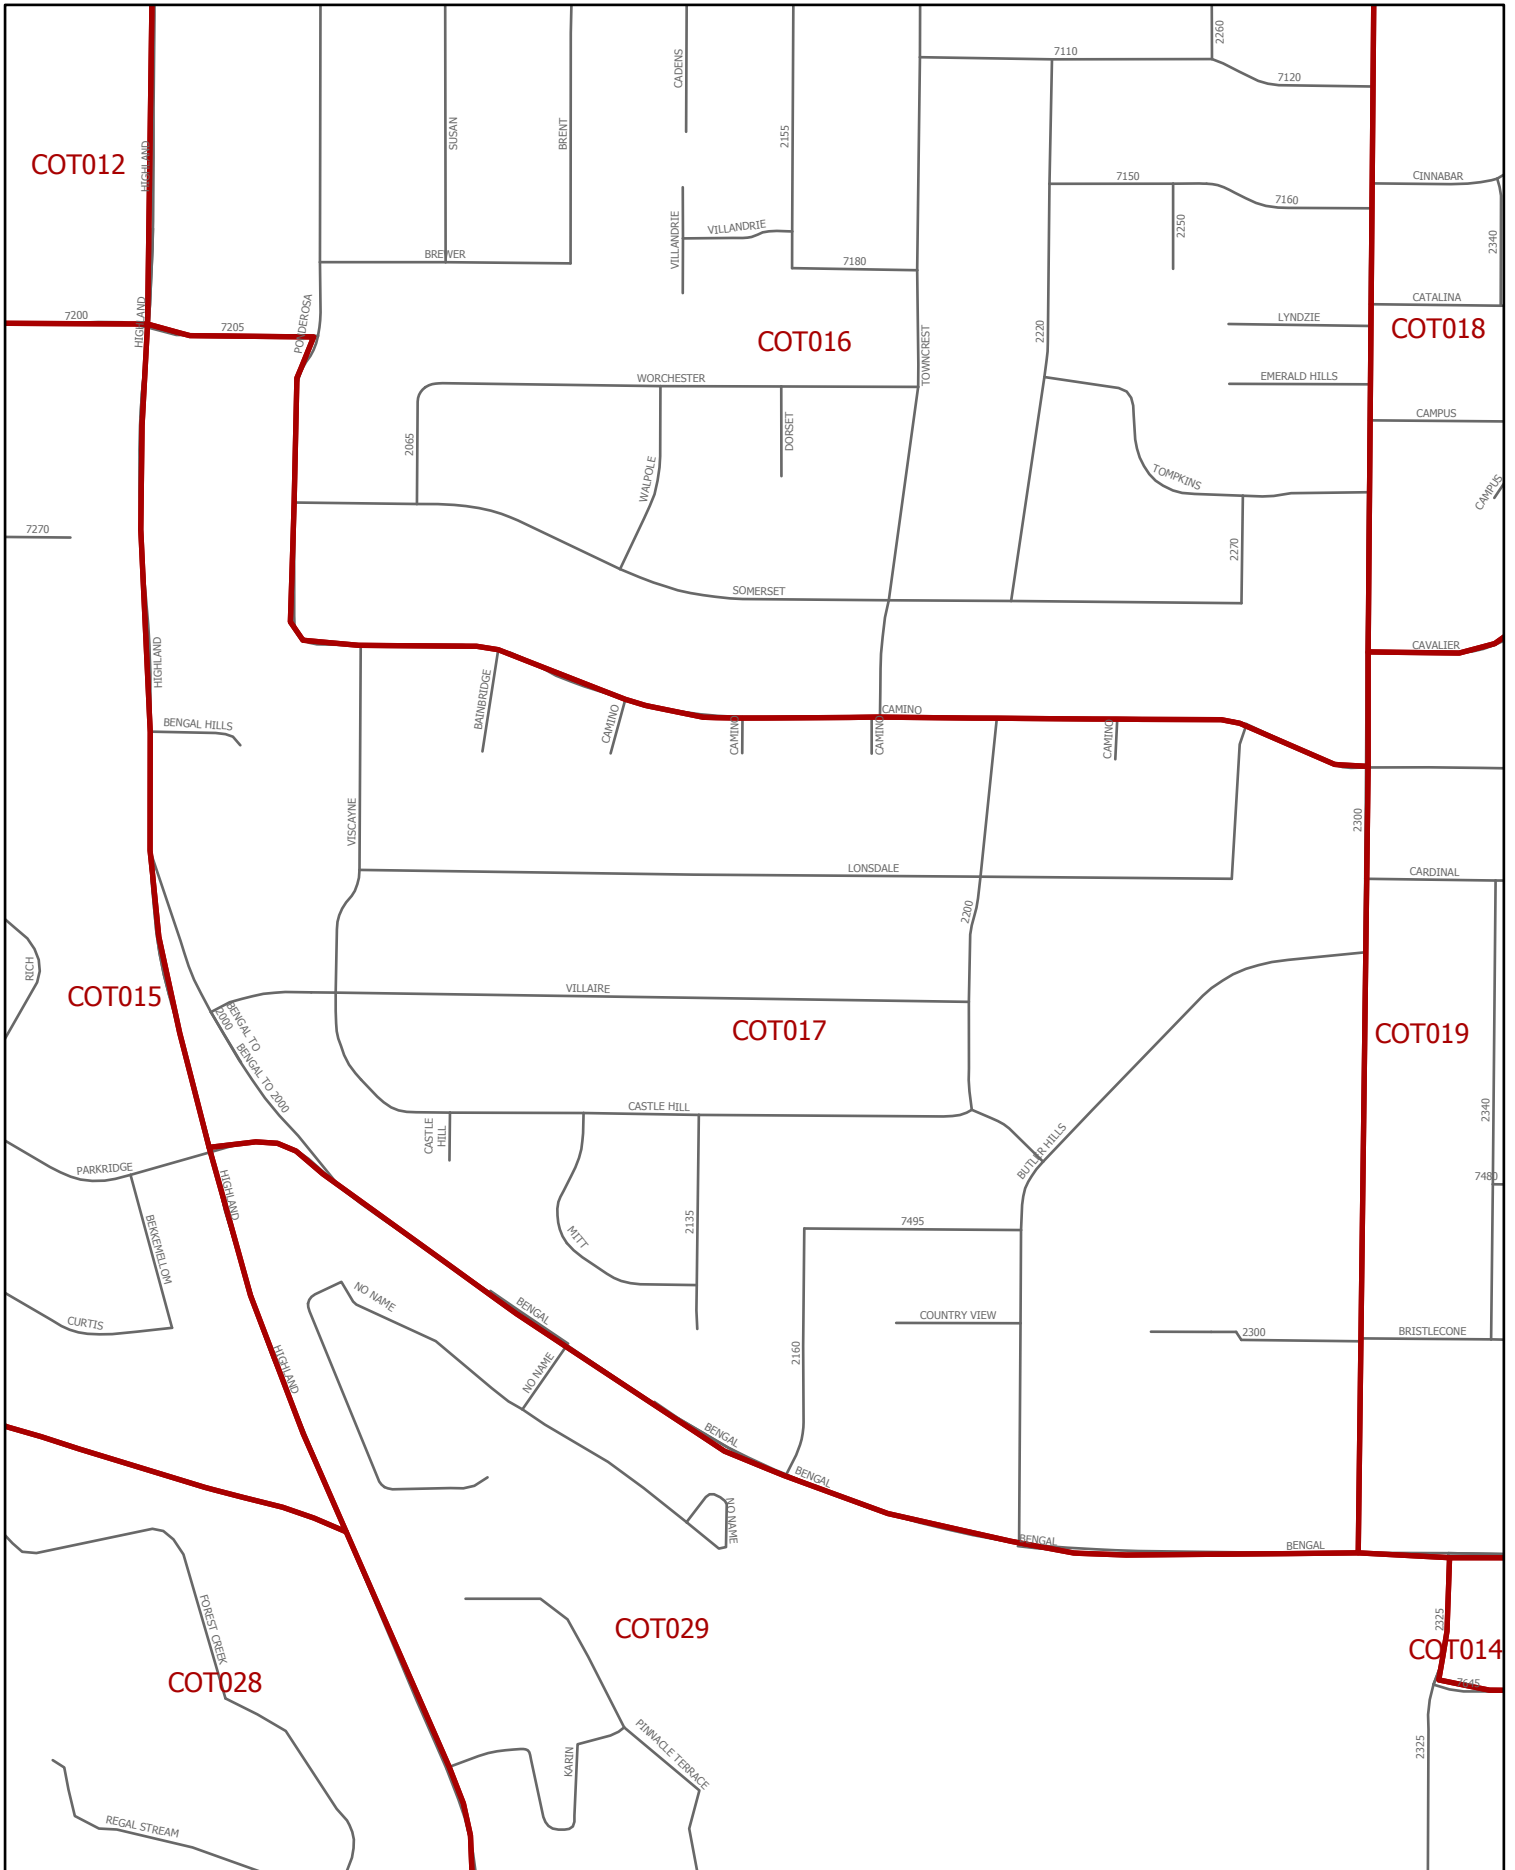 2260
7110
7120
CADENS
SUSAN
BRENT
2155
COT012
HIGHLAND
7150
7160
CINNABAR
2250
2340
VILLANDRIE
VILLANDRIE
BREWER
7180
CATALINA
7200
HIGHLAND
7205
PONDEROSA
LYNDZIE
COT018
COT016
2220
TOWNCREST
WORCHESTER
EMERALD HILLS
CAMPUS
2065
DORSET
WALPOLE
TOMPKINS
CAMPUS
7270
2270
SOMERSET
HIGHLAND
CAVALIER
BAINBRIDGE
CAMINO
BENGAL HILLS
CAMINO
CAMINO
CAMINO
CAMINO
VISCAYNE
2300
LONSDALE
CARDINAL
2200
RICH
COT015
VILLAIRE
BENGAL TO
2000
COT017
COT019
BENGAL TO 2000
CASTLE HILL
2340
CASTLE
HILL
BUTLER HILLS
PARKRIDGE
7480
HIGHLAND
BEKKEMELLOM
2135
7495
MITT
NO NAME
BENGAL
CURTIS
COUNTRY VIEW
2300
BRISTLECONE
2160
HIGHLAND
NO NAME
BENGAL
BENGAL
NO NAME
BENGAL
BENGAL
FOREST CREEK
COT029
2325
COT014
COT028
7645
PINNACLE TERRACE
KARIN
2325
REGAL STREAM